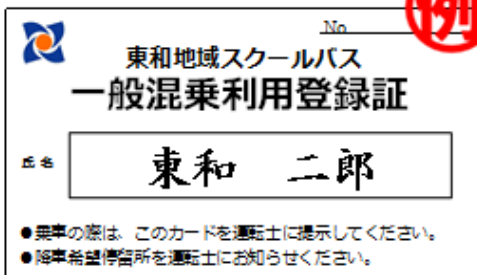 例
No.
東和地域スクールバス
一般混乗利用登録証
氏名 東和 二郎
●乗車の際は、このカードを運転士に提示してください。
●降車希望停留所を運転士にお知らせください。